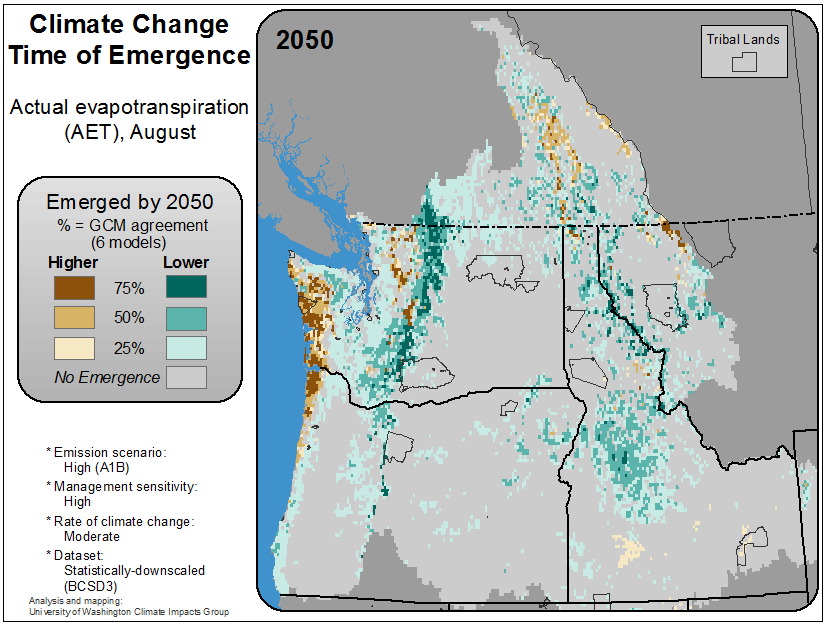 Climate Change
Time of Emergence
Actual evapotranspiration
(AET), August
Emerged by 2050
% = GCM agreement
(6 models)
Higher Lower
75%
50%
25%
No Emergence
* Emission scenario:
High (A1B)
* Management sensitivity:
High
* Rate of climate change:
Moderate
* Dataset:
Statistically-downscaled
(BCSD3)
Analysis and mapping:
University of Washington Climate Impacts Group
2050
Tribal Lands